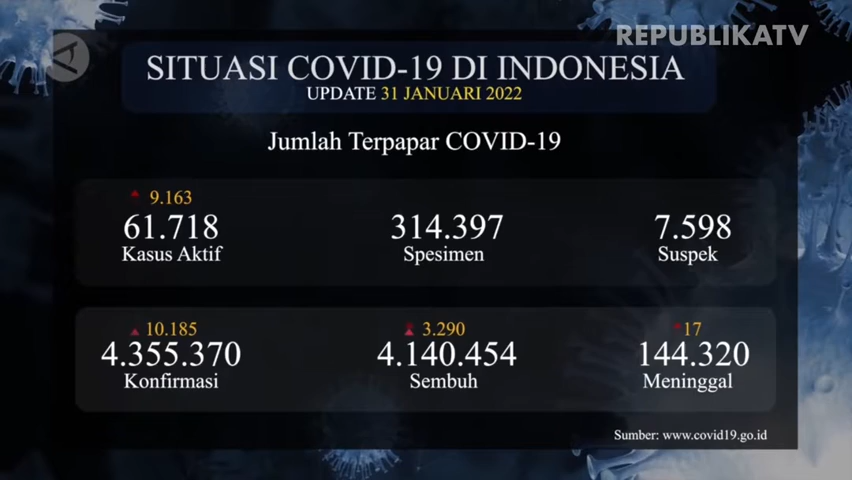 REPUBLIKATV
SITUASI COVID-19 DI INDONESIA
UPDATE 31 JANUARI 2022
Jumlah Terpapar COVID-19
9.163
61.718
Kasus Aktif
314.397
Spesimen
7.598
Suspek
10.185
4.355.370
Konfirmasi
3.290
4.140.454
Sembuh
17
144.320
Meninggal
Sumber: www.covid19.go.id